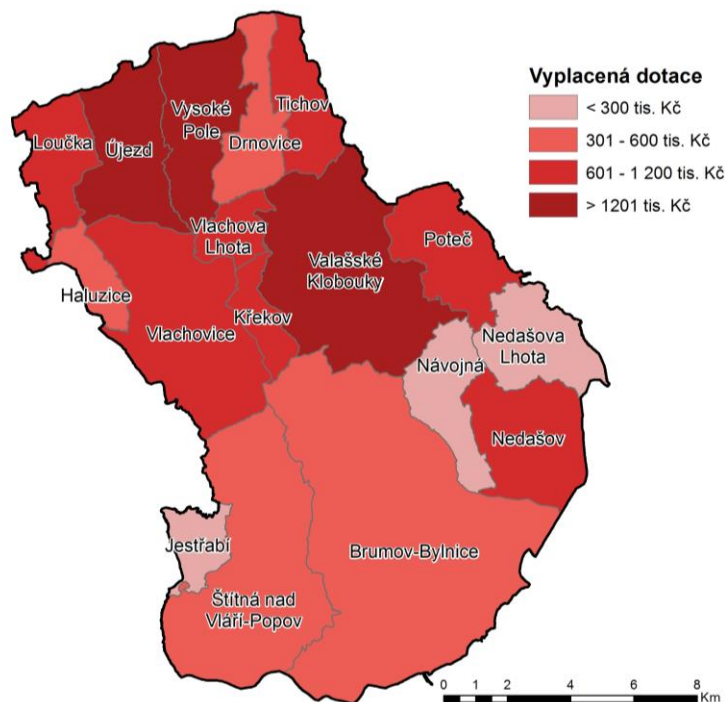 Vyplacená dotace
< 300 tis. Kč
301 - 600 tis. Kč
601 - 1 200 tis. Kč
> 1201 tis. Kč
Loučka
Újezd
Vysoké
Pole
Drnovice
Tichov
Vlachova
Lhota
Valašské
Klobouky
Poteč
Haluzice
Vlachovice
Křekov
Návojná
Nedašova
Lhota
Nedašov
Jestřabí
Brumov-Bylnice
Štítná nad
Vláří-Popov
0 1 2 4 6 8
Km